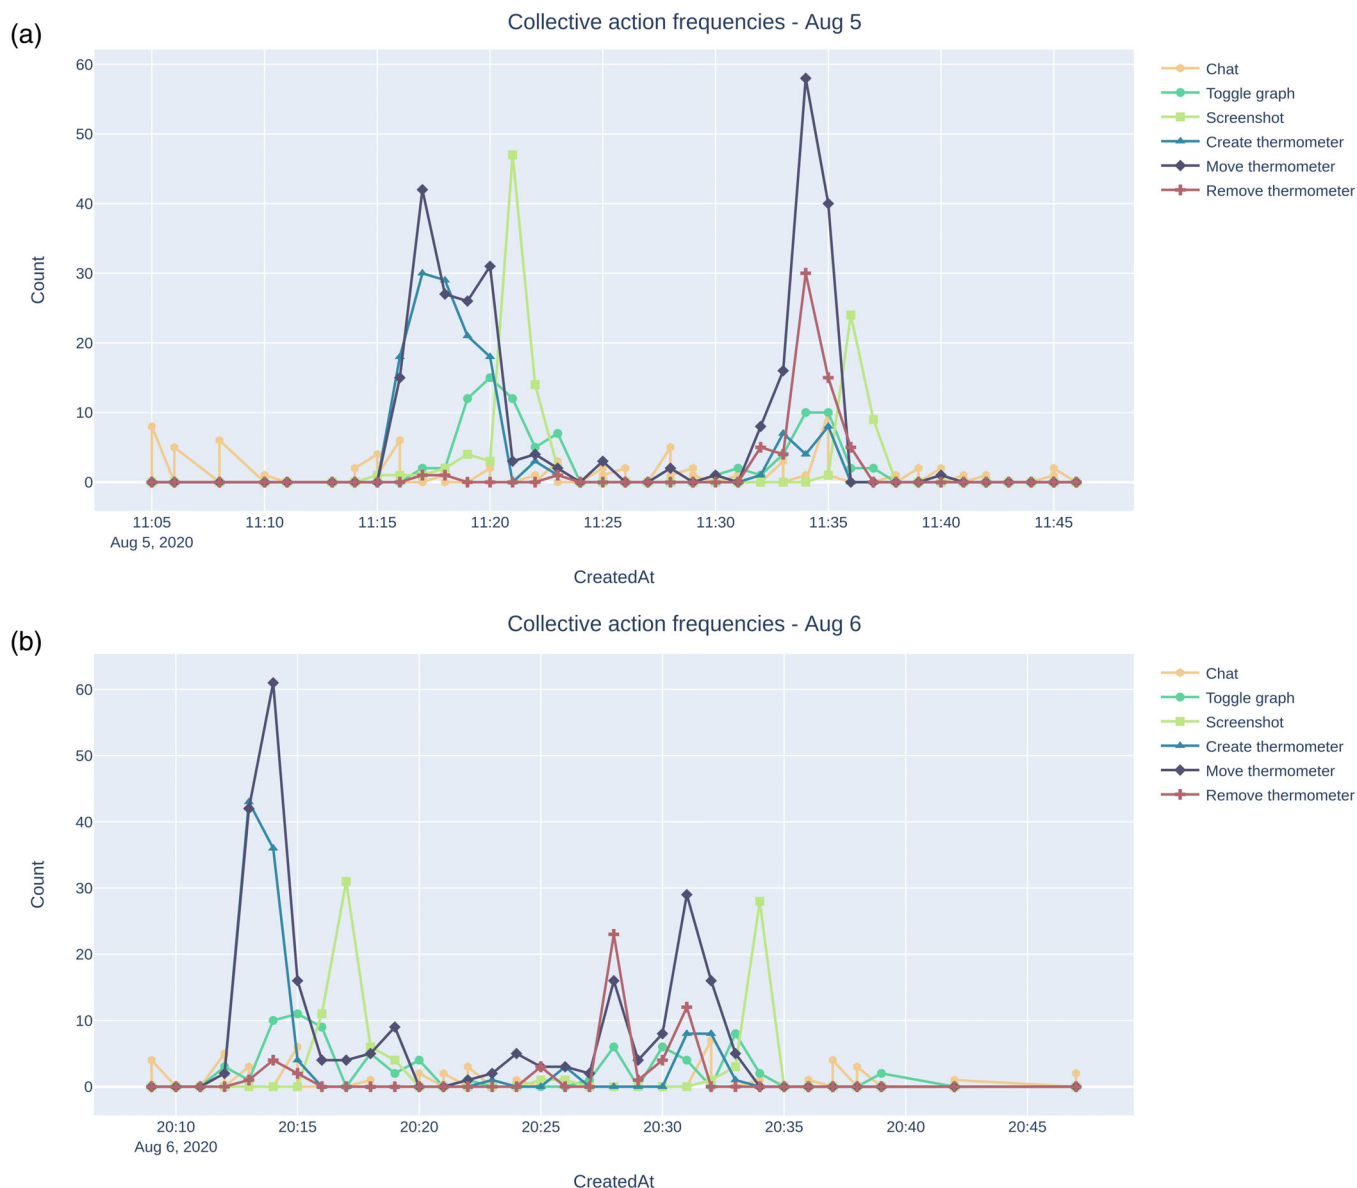 (a)
Collective action frequencies - Aug 5
60
50
40
30
20
10
0
Count
11:05
Aug 5, 2020
11:10
11:15
11:20
11:25
11:30
11:35
11:40
11:45
CreatedAt
Chat
Toggle graph
Screenshot
Create thermometer
Move thermometer
Remove thermometer
(b)
Collective action frequencies - Aug 6
60
50
40
30
20
10
0
Count
20:10
Aug 6, 2020
20:15
20:20
20:25
20:30
20:35
20:40
20:45
CreatedAt
Chat
Toggle graph
Screenshot
Create thermometer
Move thermometer
Remove thermometer